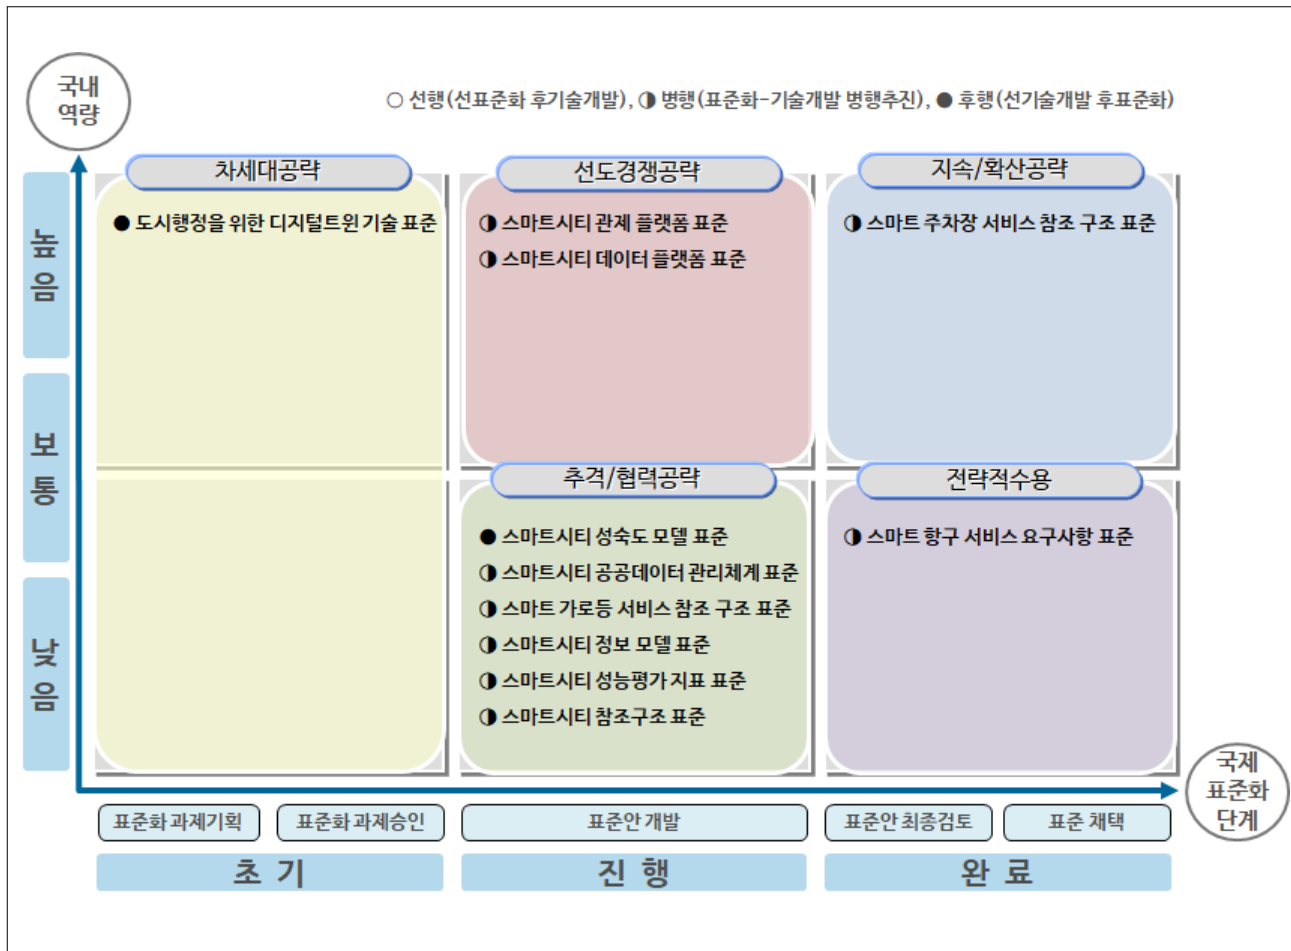 국내
역량
○ 선행(선표준화 후기술개발), ◑ 병행(표준화-기술개발 병행추진), ● 후행(선기술개발 후표준화)
차세대공략
● 도시행정을 위한 디지털트윈 기술 표준
선도경쟁공략
◑ 스마트시티 관제 플랫폼 표준
◑ 스마트시티 데이터 플랫폼 표준
지속/확산공략
◑ 스마트 주차장 서비스 참조 구조 표준
높음
보통
낮음
추격/협력공략
● 스마트시티 성숙도 모델 표준
◑ 스마트시티 공공데이터 관리체계 표준
◑ 스마트 가로등 서비스 참조 구조 표준
◑ 스마트시티 정보 모델 표준
◑ 스마트시티 성능평가 지표 표준
◑ 스마트시티 참조구조 표준
전략적수용
◑ 스마트 항구 서비스 요구사항 표준
국제
표준화
단계
표준화 과제기획
표준화 과제승인
표준안 개발
표준안 최종검토
표준 채택
초 기
진 행
완 료